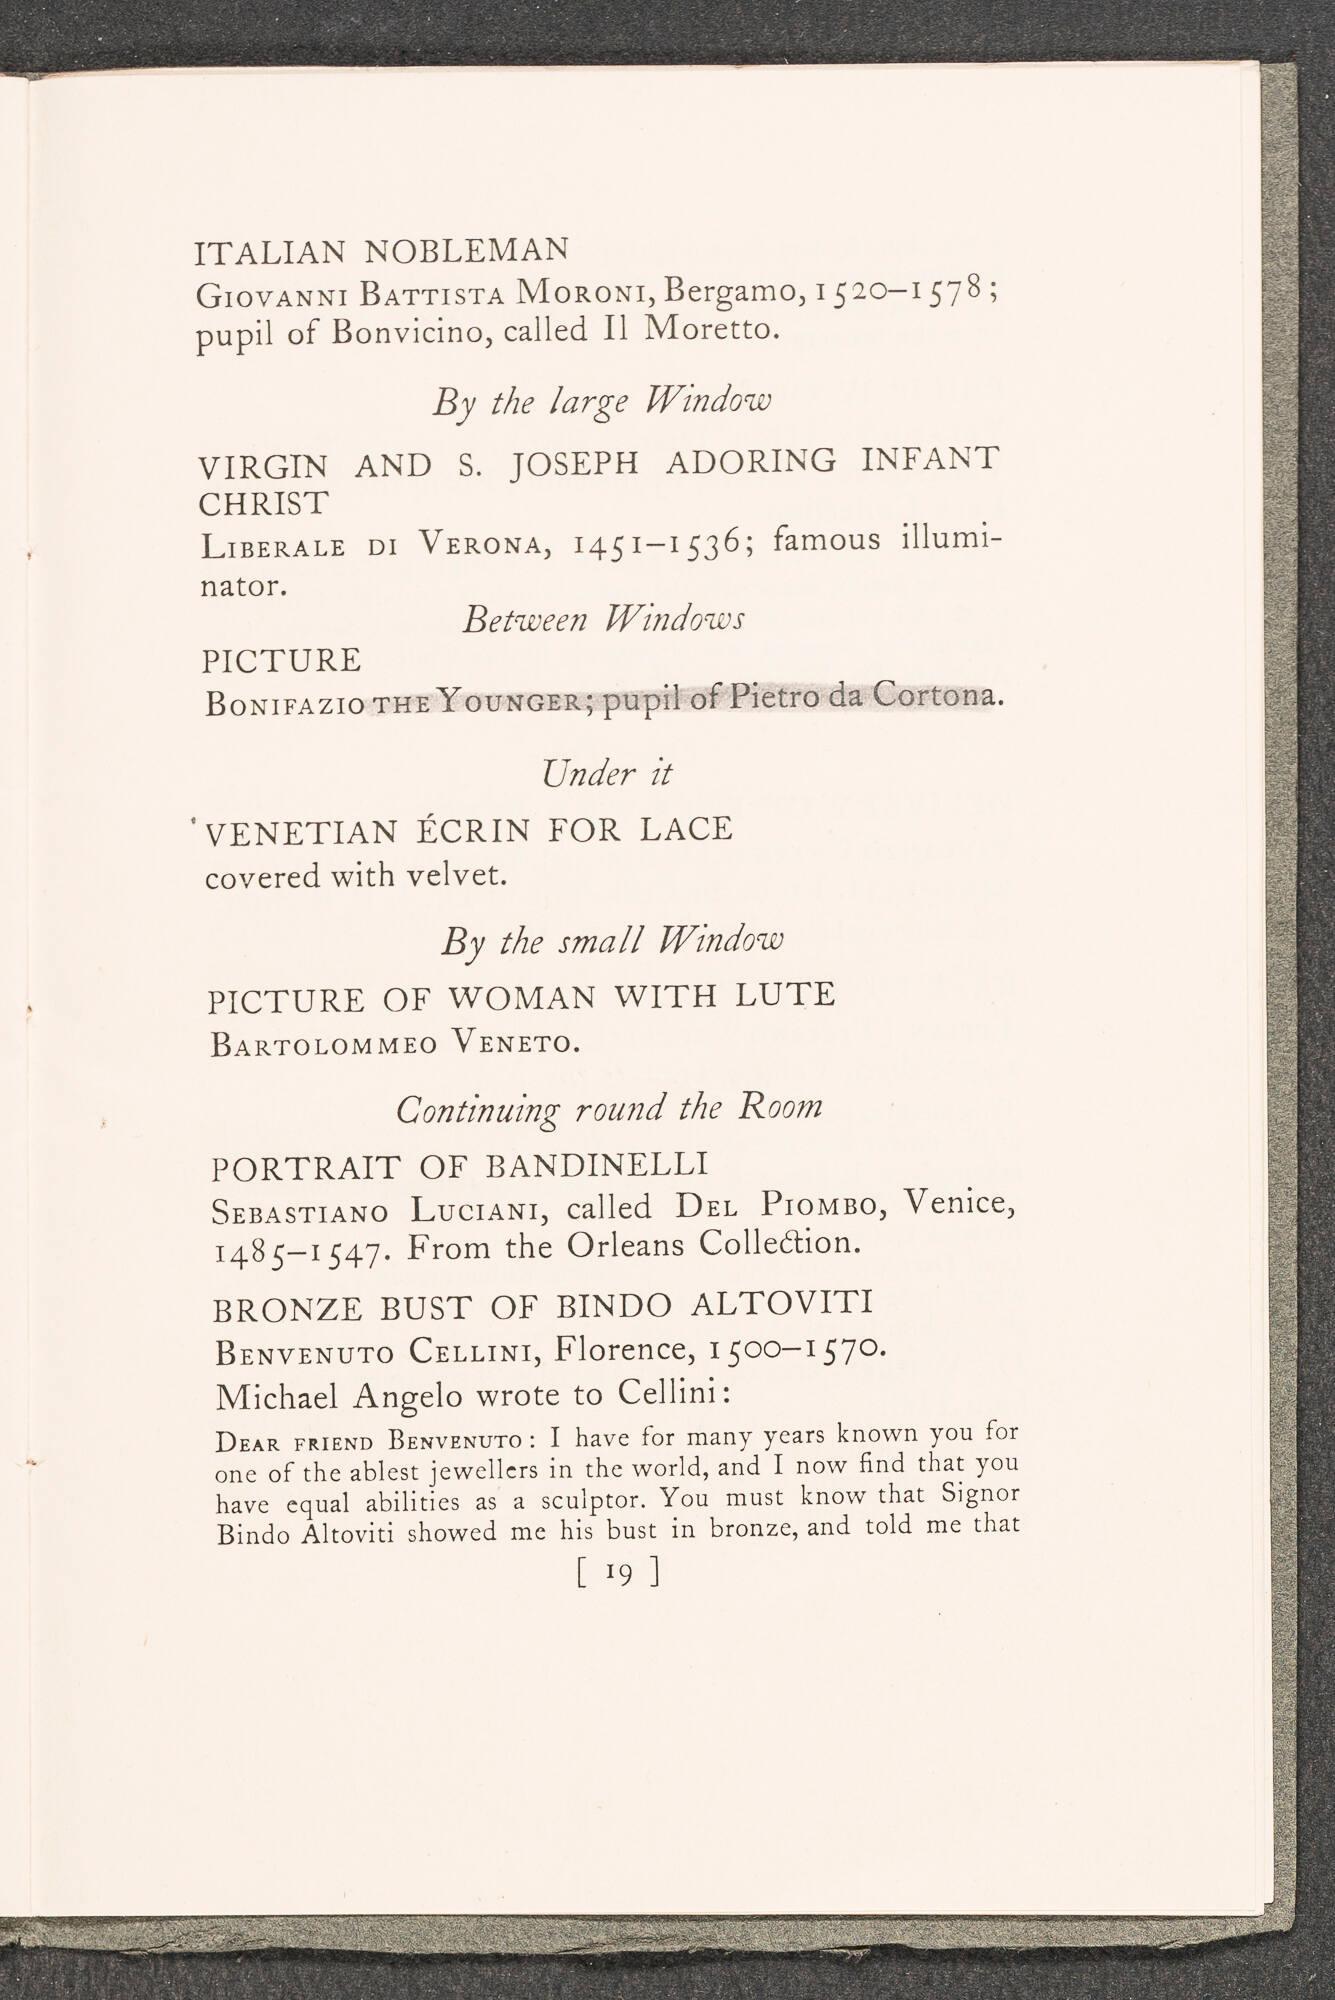 ITALIAN NOBLEMAN
GIOVANNI BATTISTA MORONI, Bergamo, 1520–1578;
pupil of Bonvicino, called Il Moretto.
By the large Window
VIRGIN AND S. JOSEPH ADORING INFANT
CHRIST
LIBERALE DI VERONA, 1451–1536; famous illumi-
nator.
Between Windows
PICTURE
BONIFAZIO THE YOUNGER; pupil of Pietro da Cortona.
Under it
VENETIAN ÉCRIN FOR LACE
covered with velvet.
By the small Window
PICTURE OF WOMAN WITH LUTE
BARTOLOMMEO VENETO.
Continuing round the Room
PORTRAIT OF BANDINELLI
SEBASTIANO LUCIANI, called DEL PIOMBO, Venice,
1485–1547. From the Orleans Collection.
BRONZE BUST OF BINDO ALTOVITI
BENVENUTO CELLINI, Florence, 1500–1570.
Michael Angelo wrote to Cellini:
DEAR FRIEND BENVENUTO: I have for many years known you for
one of the ablest jewellers in the world, and I now find that you
have equal abilities as a sculptor. You must know that Signor
Bindo Altoviti showed me his bust in bronze, and told me that
[ 19 ]